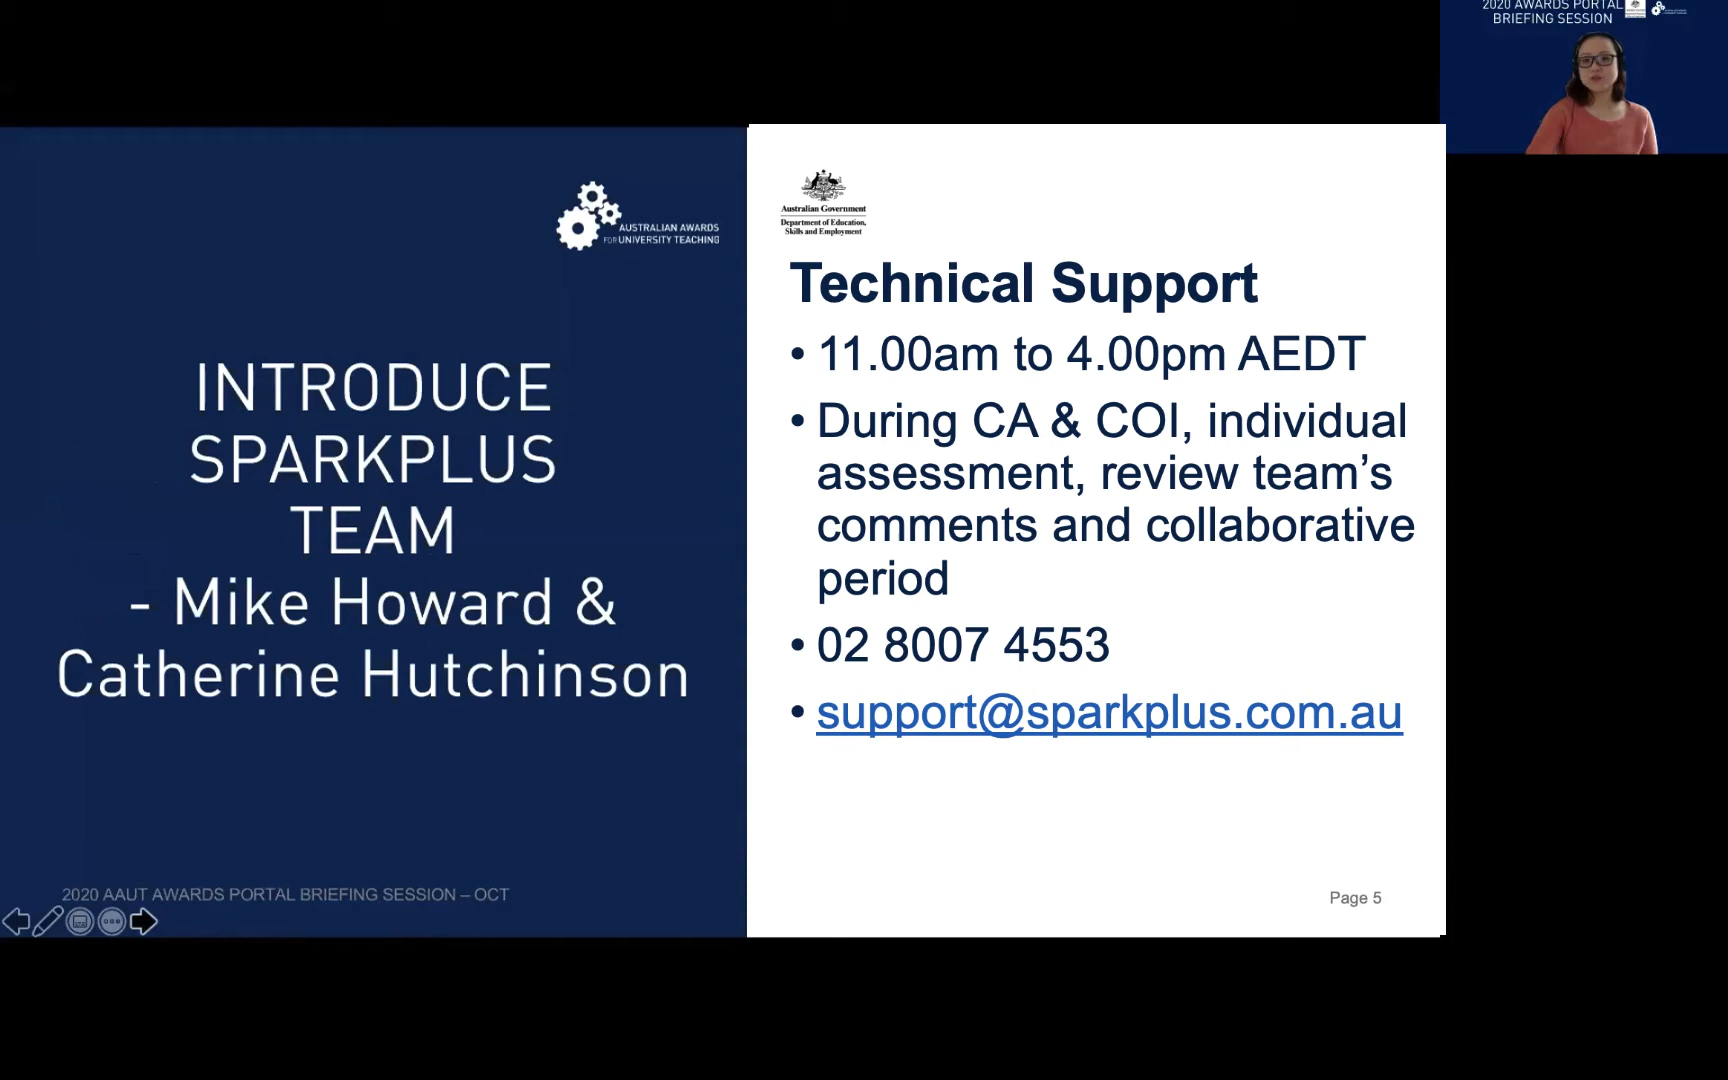 2020 AWARDS PORTAL
BRIEFING SESSION
AUSTRALIAN AWARDS
FOR UNIVERSITY TEACHING
INTRODUCE
SPARKPLUS
TEAM
- Mike Howard &
Catherine Hutchinson
2020 AAUT AWARDS PORTAL BRIEFING SESSION – OCT
Australian Government
Department of Education,
Skills and Employment
Technical Support
• 11.00am to 4.00pm AEDT
• During CA & COI, individual
assessment, review team’s
comments and collaborative
period
• 02 8007 4553
• support@sparkplus.com.au
Page 5